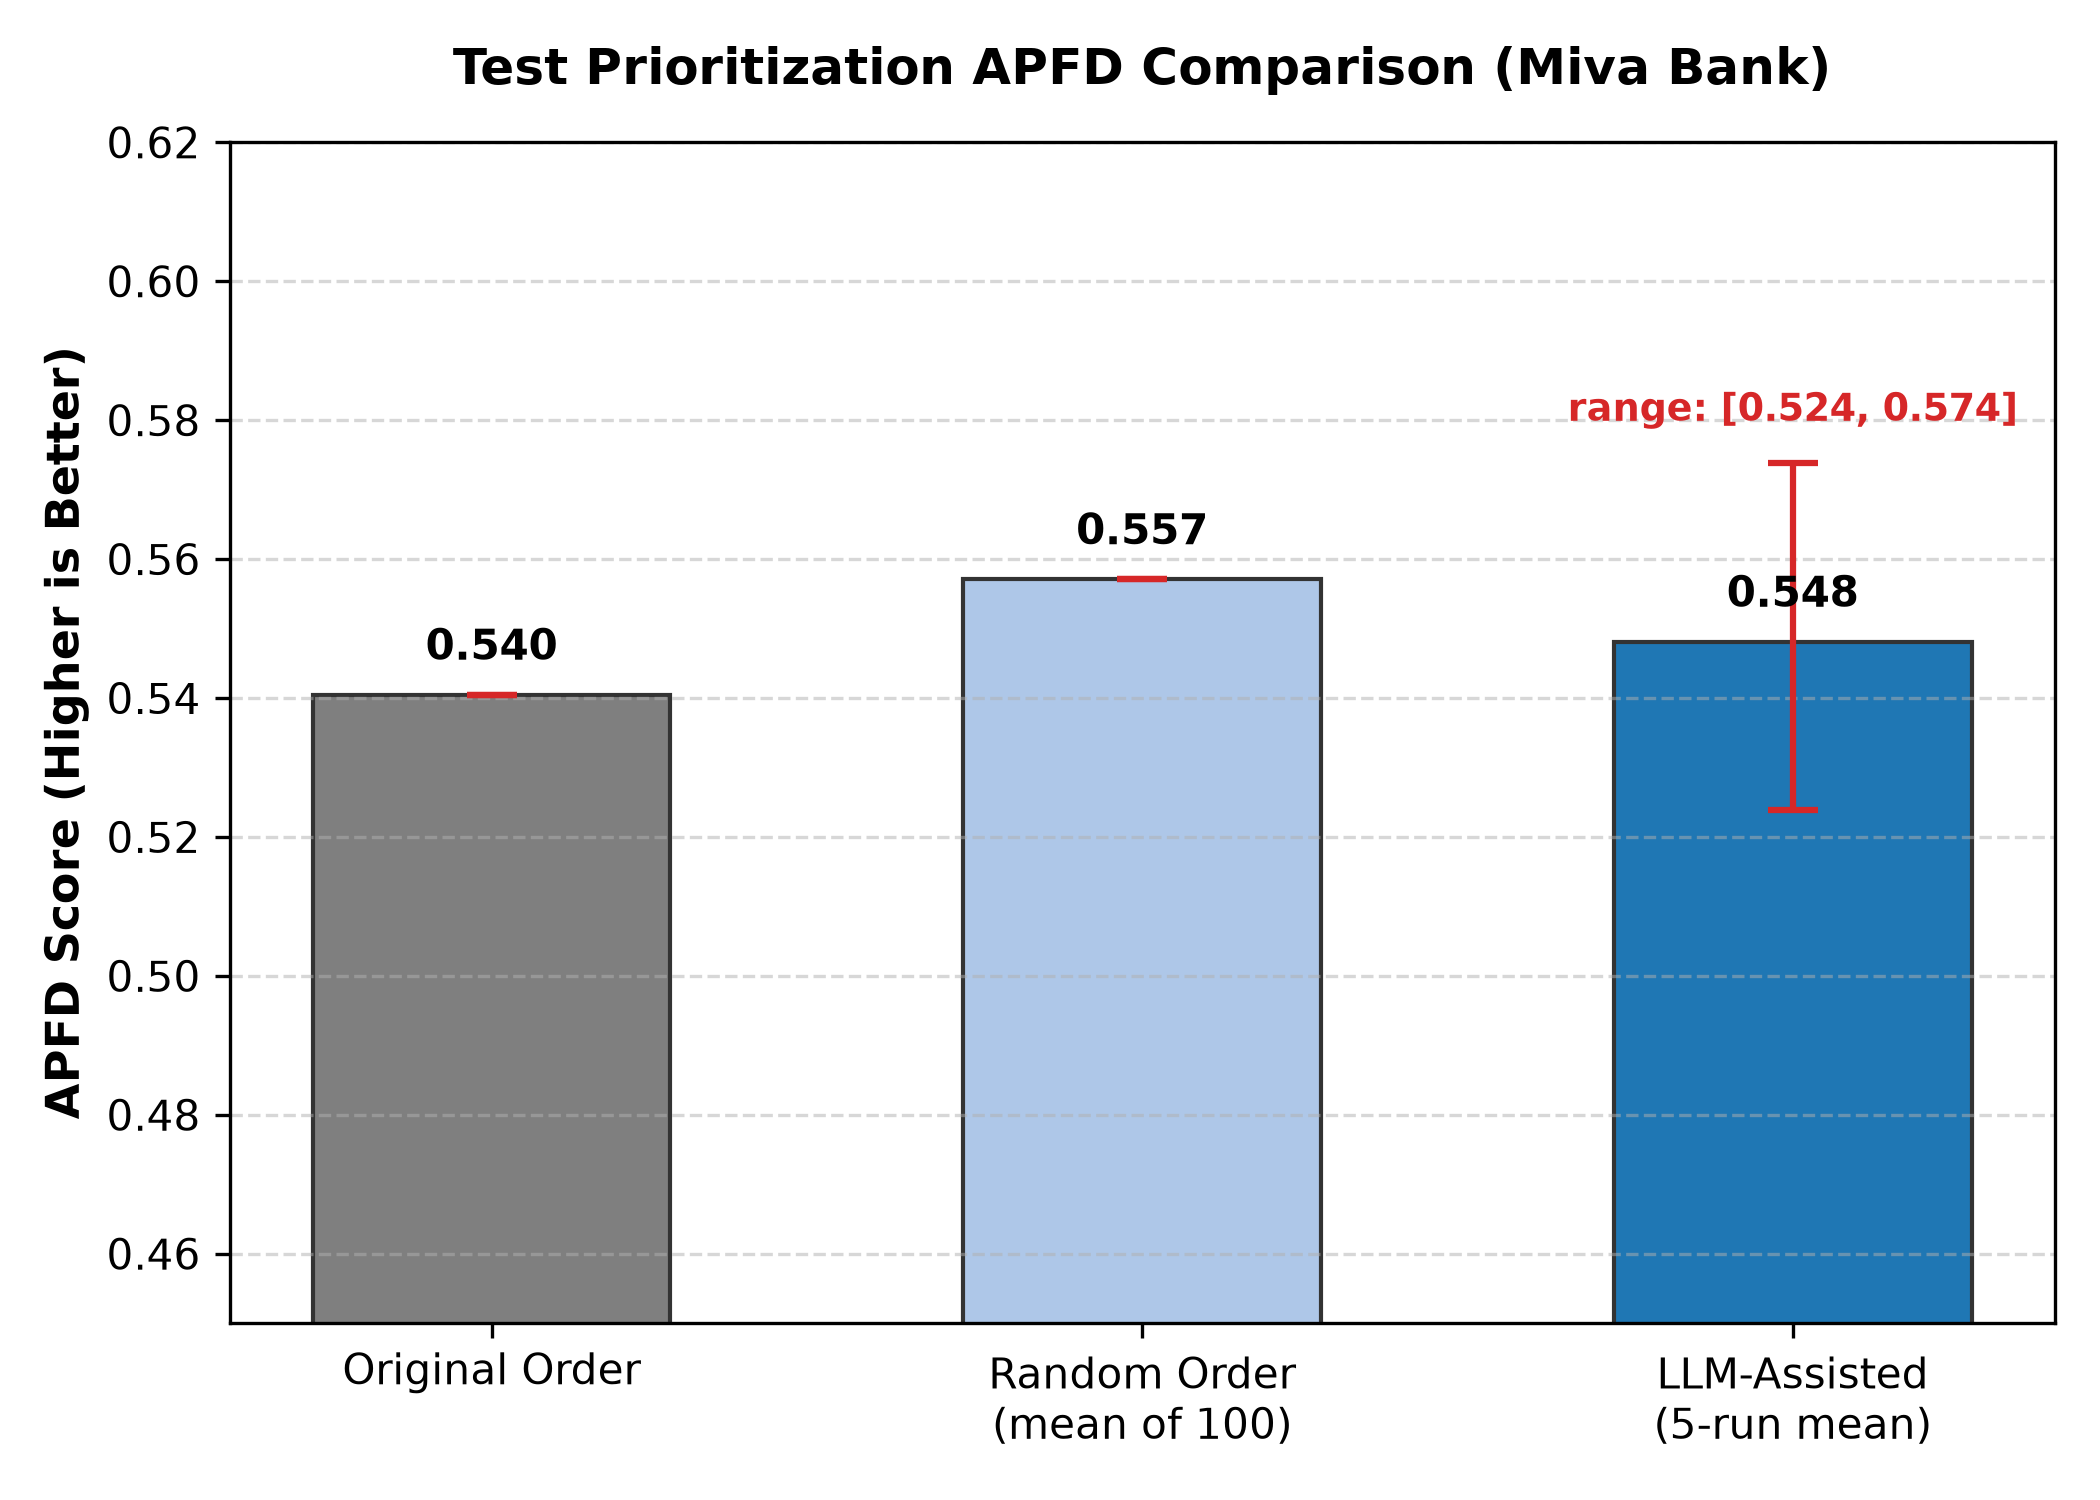 Test Prioritization APFD Comparison (Miva Bank)
APFD Score (Higher is Better)
0.62
0.60
0.58
0.56
0.54
0.52
0.50
0.48
0.46
range: [0.524, 0.574]
0.540
0.557
0.548
Original Order
Random Order
(mean of 100)
LLM-Assisted
(5-run mean)